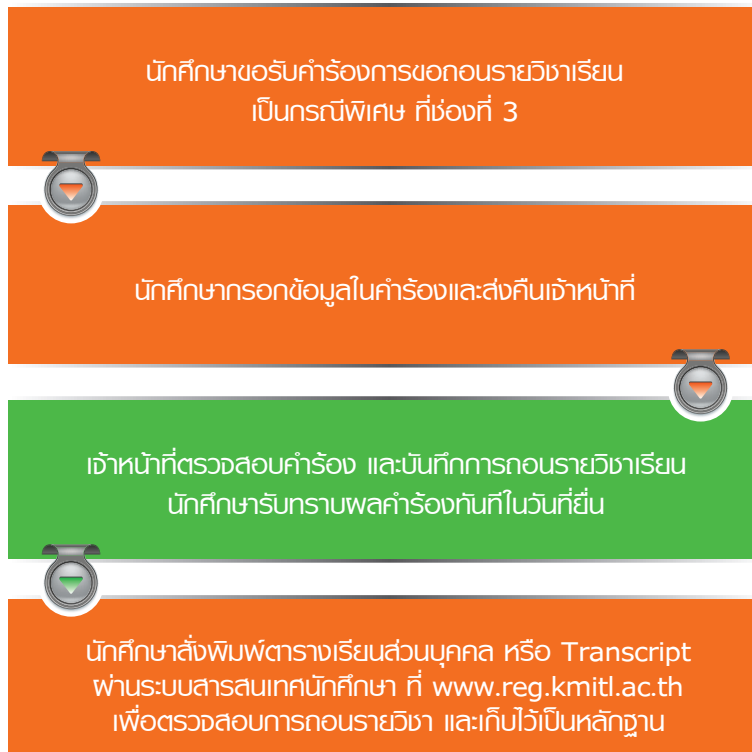 นักศึกษาขอรับคำร้องการขอถอนรายวิชาเรียน
เป็นกรณีพิเศษ ที่ช่องที่ 3
นักศึกษากรอกข้อมูลในคำร้องและส่งคืนเจ้าหน้าที่
เจ้าหน้าที่ตรวจสอบคำร้อง และบันทึกการถอนรายวิชาเรียน
นักศึกษารับทราบผลคำร้องทันทีในวันที่ยื่น
นักศึกษาสั่งพิมพ์ตารางเรียนส่วนบุคคล หรือ Transcript
ผ่านระบบสารสนเทศนักศึกษา ที่ www.reg.kmitl.ac.th
เพื่อตรวจสอบการถอนรายวิชา และเก็บไว้เป็นหลักฐาน